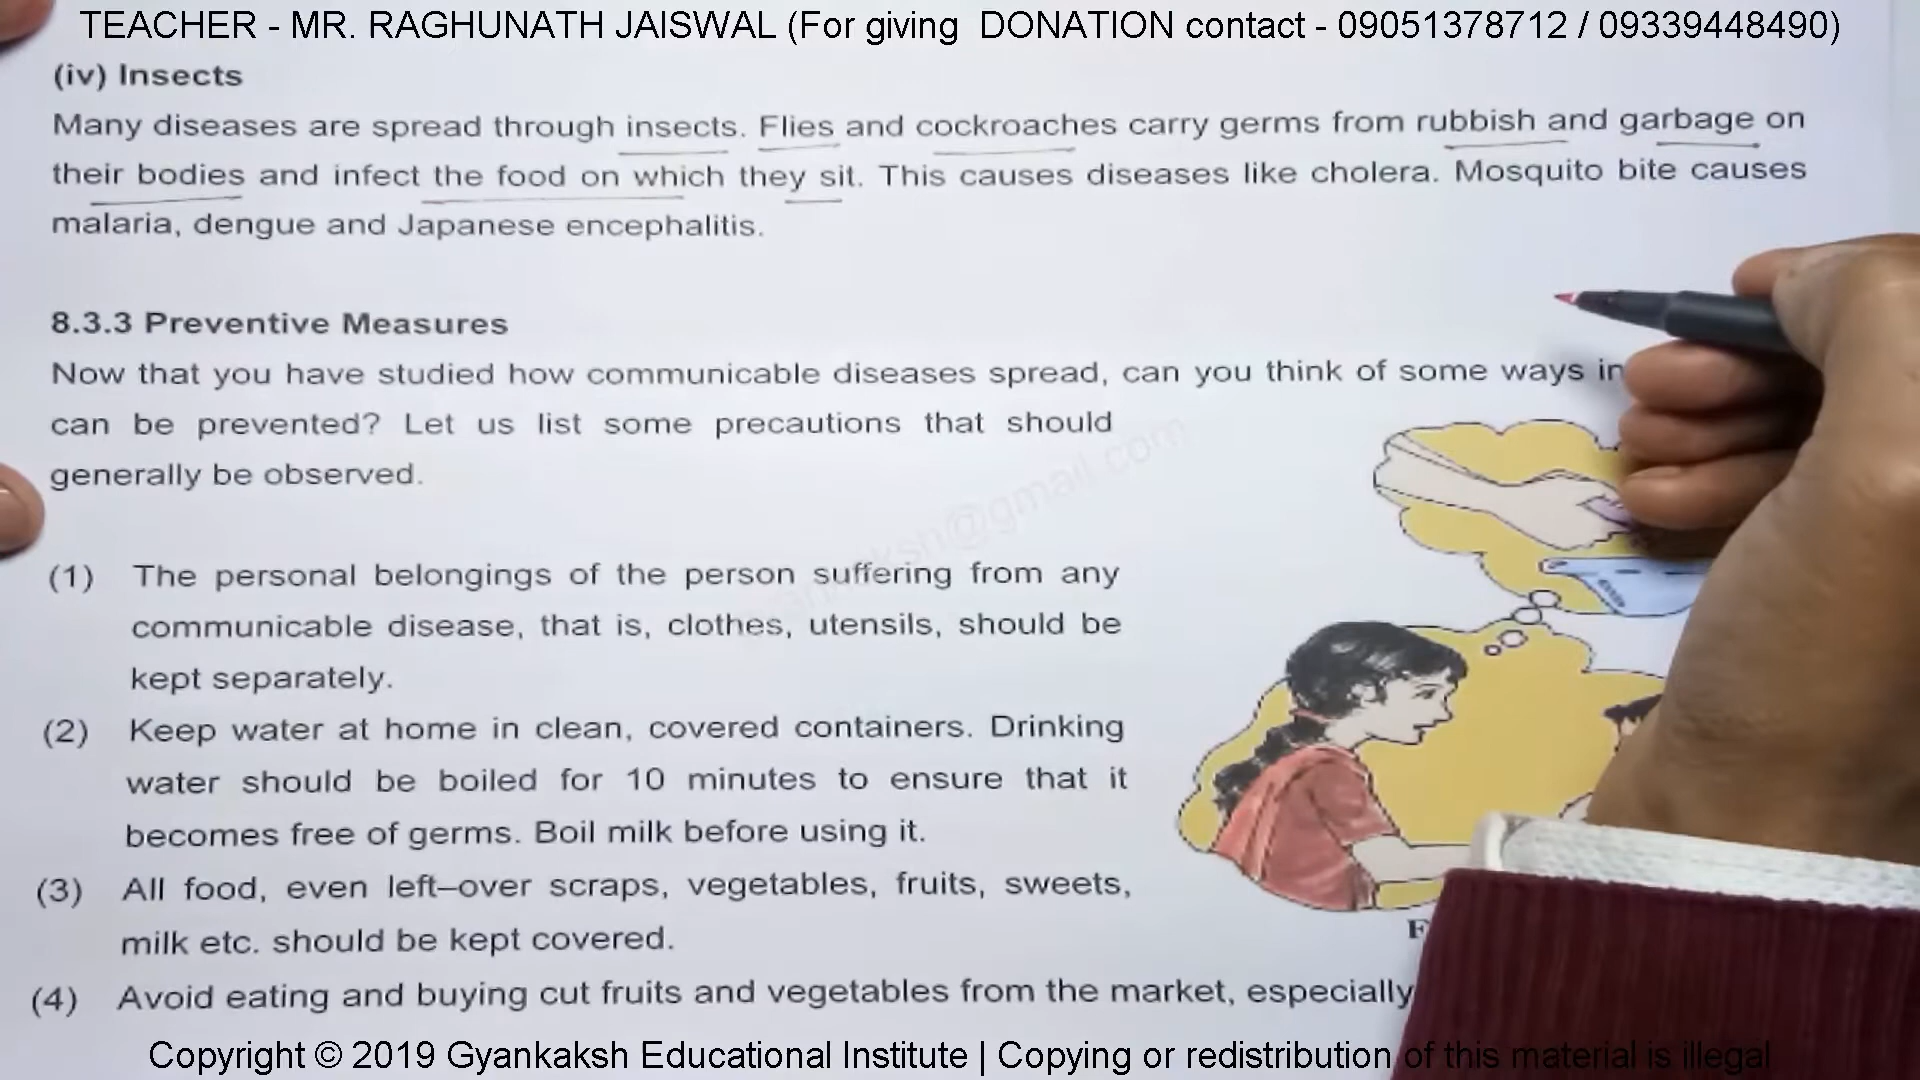 TEACHER - MR. RAGHUNATH JAISWAL (For giving  DONATION contact - 09051378712 / 09339448490)
(iv) Insects
Many diseases are spread through insects. Flies and cockroaches carry germs from rubbish and garbage on
their bodies and infect the food on which they sit. This causes diseases like cholera. Mosquito bite causes
malaria, dengue and Japanese encephalitis.
8.3.3 Preventive Measures
Now that you have studied how communicable diseases spread, can you think of some ways in
can be prevented? Let us list some precautions that should
generally be observed.
(1) The personal belongings of the person suffering from any
communicable disease, that is, clothes, utensils, should be
kept separately.
(2) Keep water at home in clean, covered containers. Drinking
water should be boiled for 10 minutes to ensure that it
becomes free of germs. Boil milk before using it.
(3) All food, even left–over scraps, vegetables, fruits, sweets,
milk etc. should be kept covered.
(4) Avoid eating and buying cut fruits and vegetables from the market, especially
Copyright © 2019 Gyankaksh Educational Institute | Copying or redistribution of this material is illegal